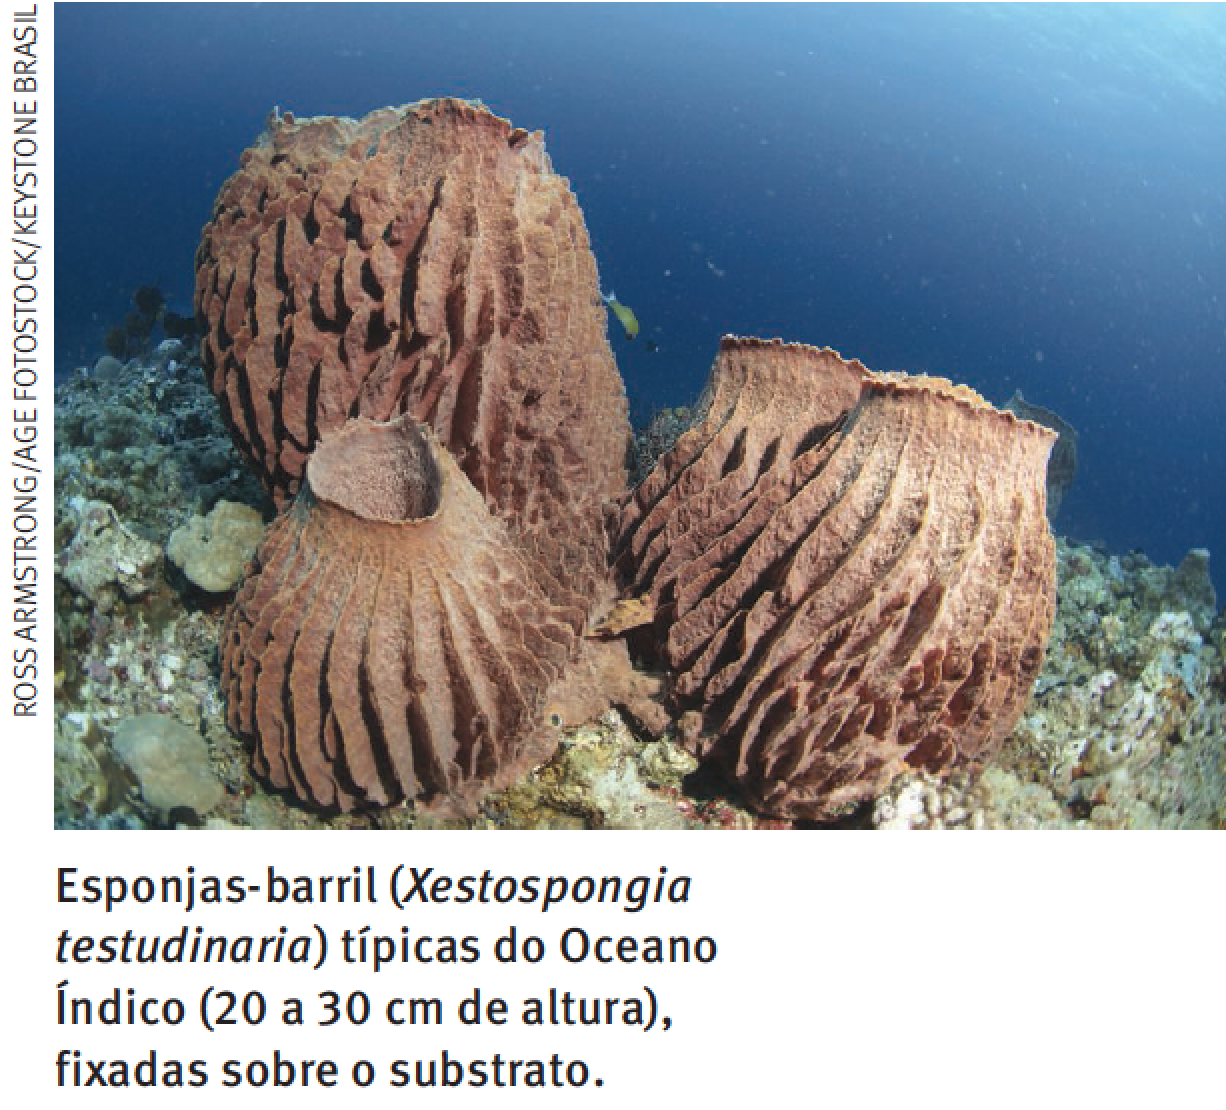 ROSS ARMSTRONG/AGE FOTOSTOCK/KEYSTONE BRASIL
Esponjas-barril (Xestospongia
testudinaria) típicas do Oceano
Índico (20 a 30 cm de altura),
fixadas sobre o substrato.